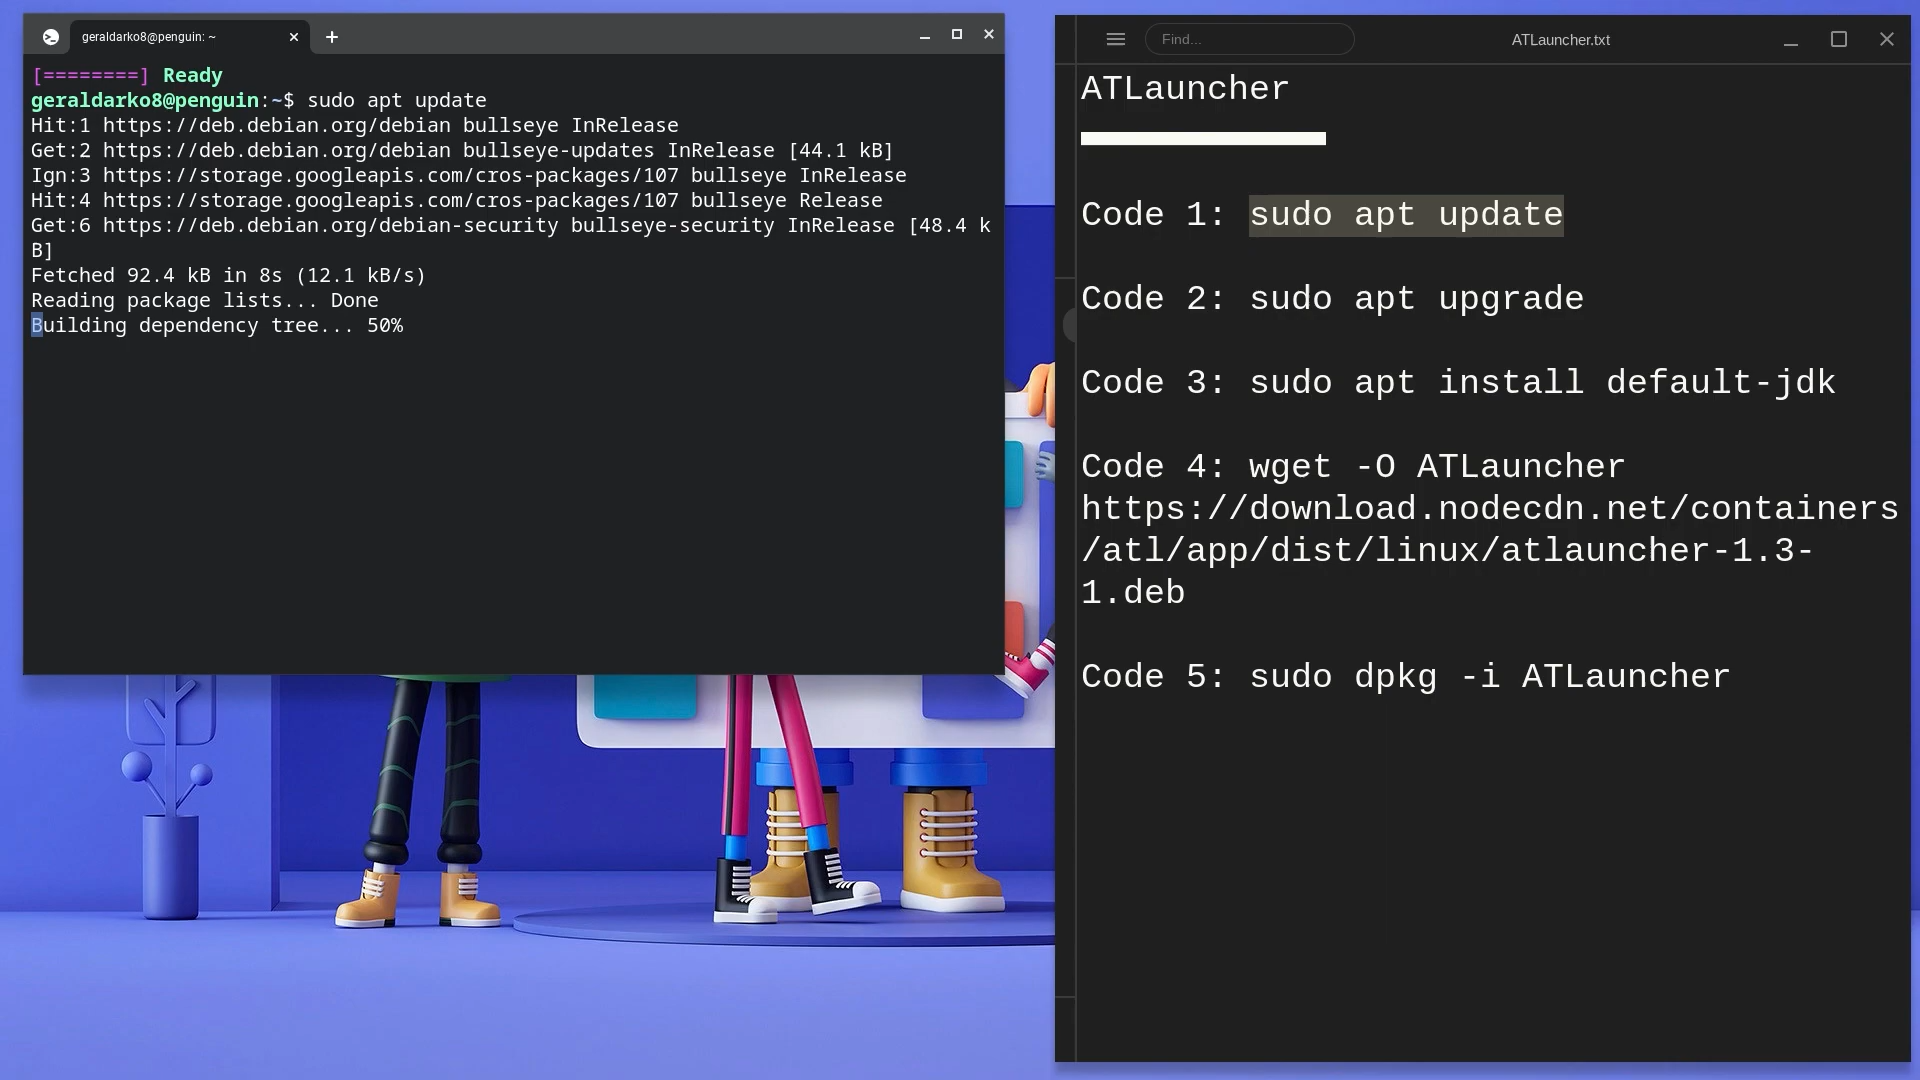 geraldarko8@penguin: ~
[========] Ready
geraldarko8@penguin:~$ sudo apt update
Hit:1 https://deb.debian.org/debian bullseye InRelease
Get:2 https://deb.debian.org/debian bullseye-updates InRelease [44.1 kB]
Ign:3 https://storage.googleapis.com/cros-packages/107 bullseye InRelease
Hit:4 https://storage.googleapis.com/cros-packages/107 bullseye Release
Get:6 https://deb.debian.org/debian-security bullseye-security InRelease [48.4 k
B]
Fetched 92.4 kB in 8s (12.1 kB/s)
Reading package lists... Done
Building dependency tree... 50%
Find...
ATLauncher.txt
ATLauncher
Code 1: sudo apt update
Code 2: sudo apt upgrade
Code 3: sudo apt install default-jdk
Code 4: wget -O ATLauncher
https://download.nodecdn.net/containers
/atl/app/dist/linux/atlauncher-1.3-
1.deb
Code 5: sudo dpkg -i ATLauncher